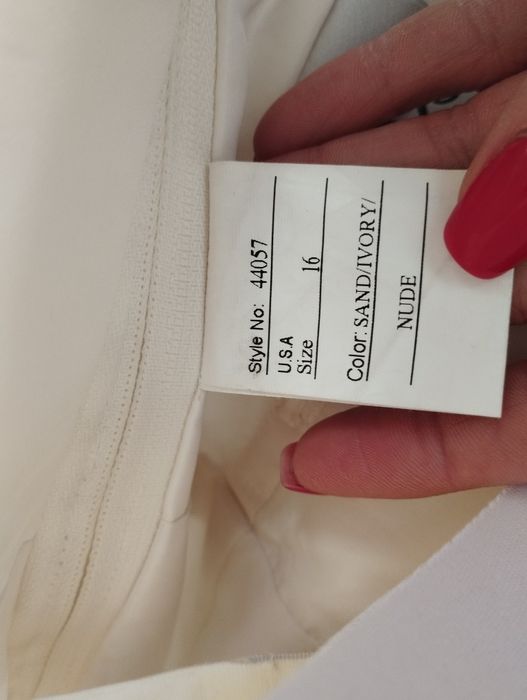 Style No: 44057
U.S.A
Size 16
Color: SAND/IVORY/
NUDE